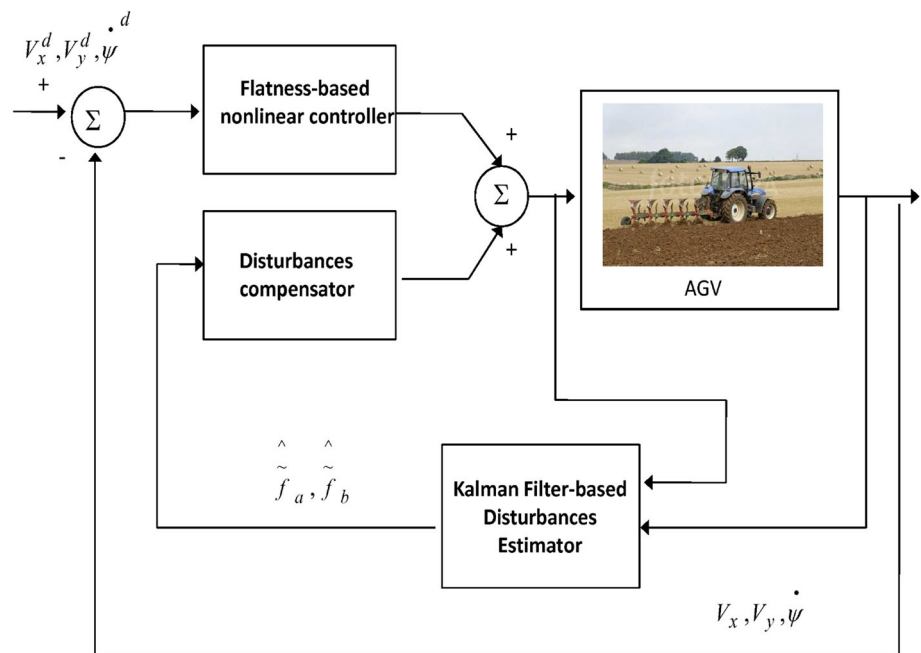 V_x^d, V_y^d, ψ̇^d
+
Σ
-
Flatness-based
nonlinear controller
+
Σ
+
Disturbances
compensator
AGV
f̃̂_a, f̃̂_b
Kalman Filter-based
Disturbances
Estimator
V_x, V_y, ψ̇